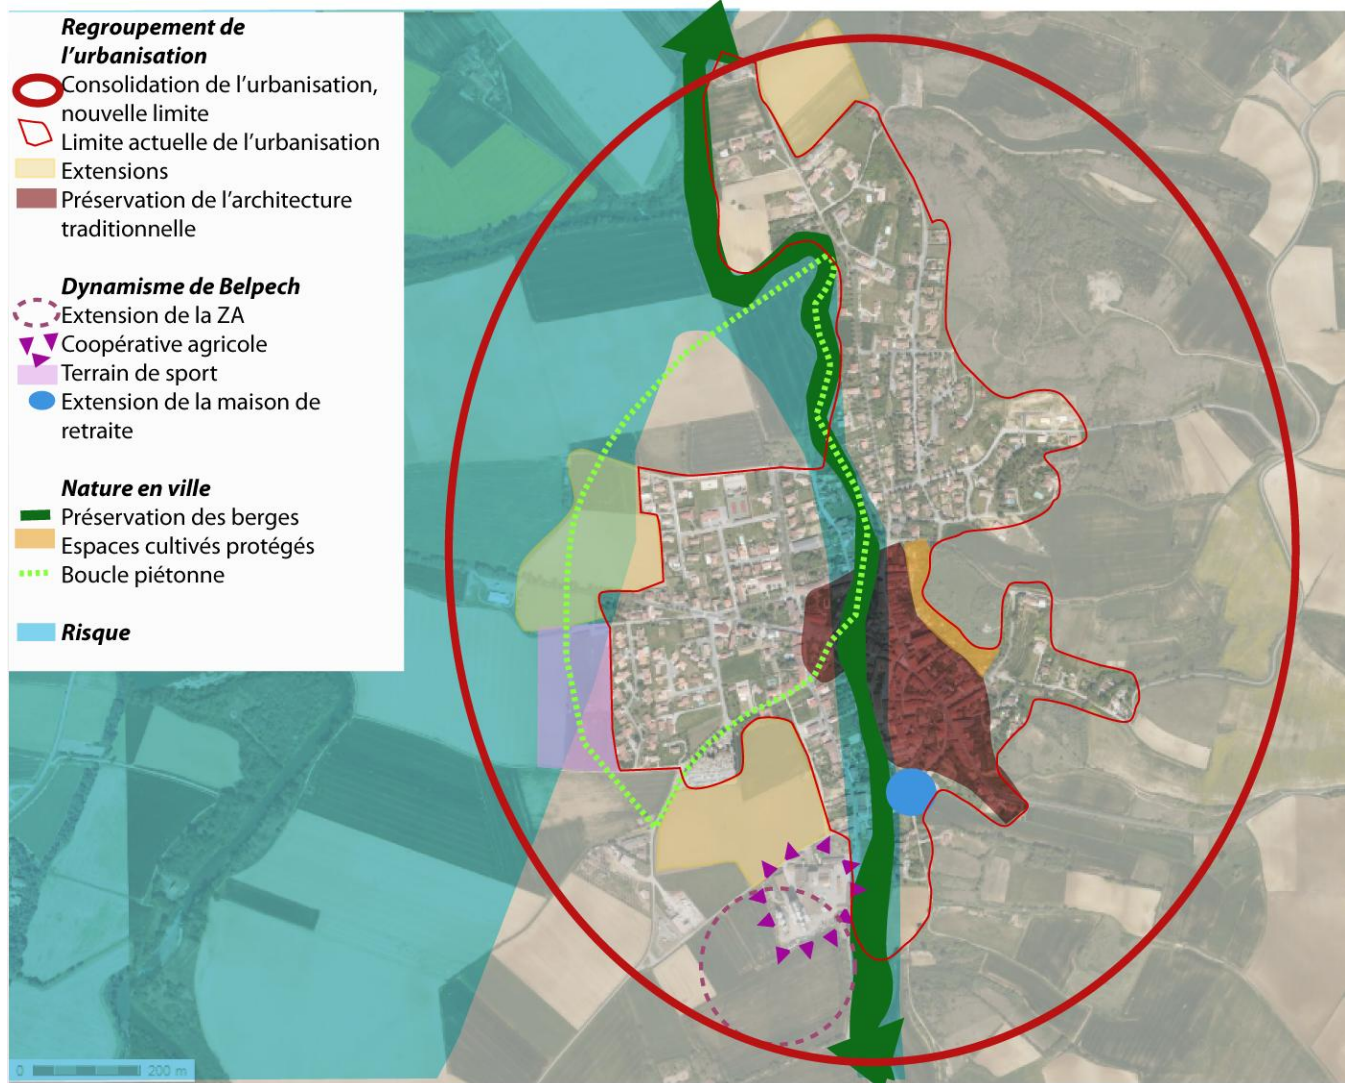 Regroupement de
l’urbanisation
Consolidation de l’urbanisation,
nouvelle limite
Limite actuelle de l’urbanisation
Extensions
Préservation de l’architecture
traditionnelle
Dynamisme de Belpech
Extension de la ZA
Coopérative agricole
Terrain de sport
Extension de la maison de
retraite
Nature en ville
Préservation des berges
Espaces cultivés protégés
Boucle piétonne
Risque
0 200 m